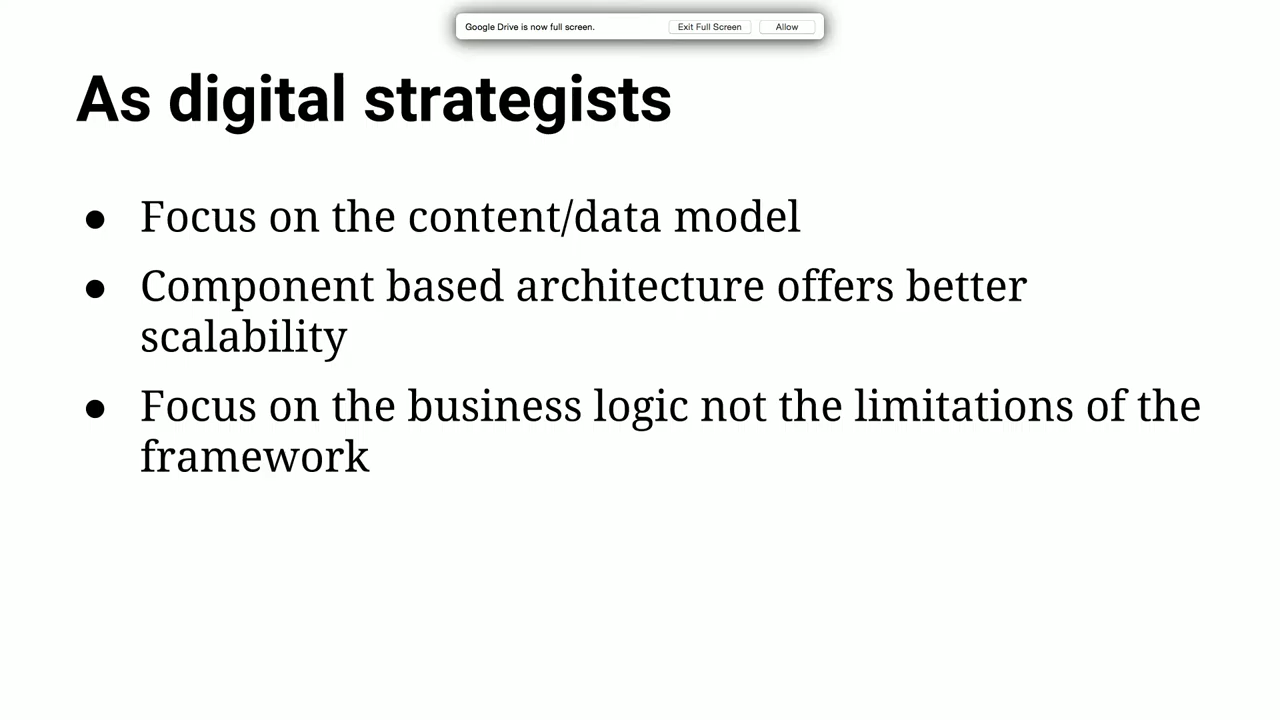 Google Drive is now full screen. Exit Full Screen Allow
As digital strategists
● Focus on the content/data model
● Component based architecture offers better
scalability
● Focus on the business logic not the limitations of the
framework